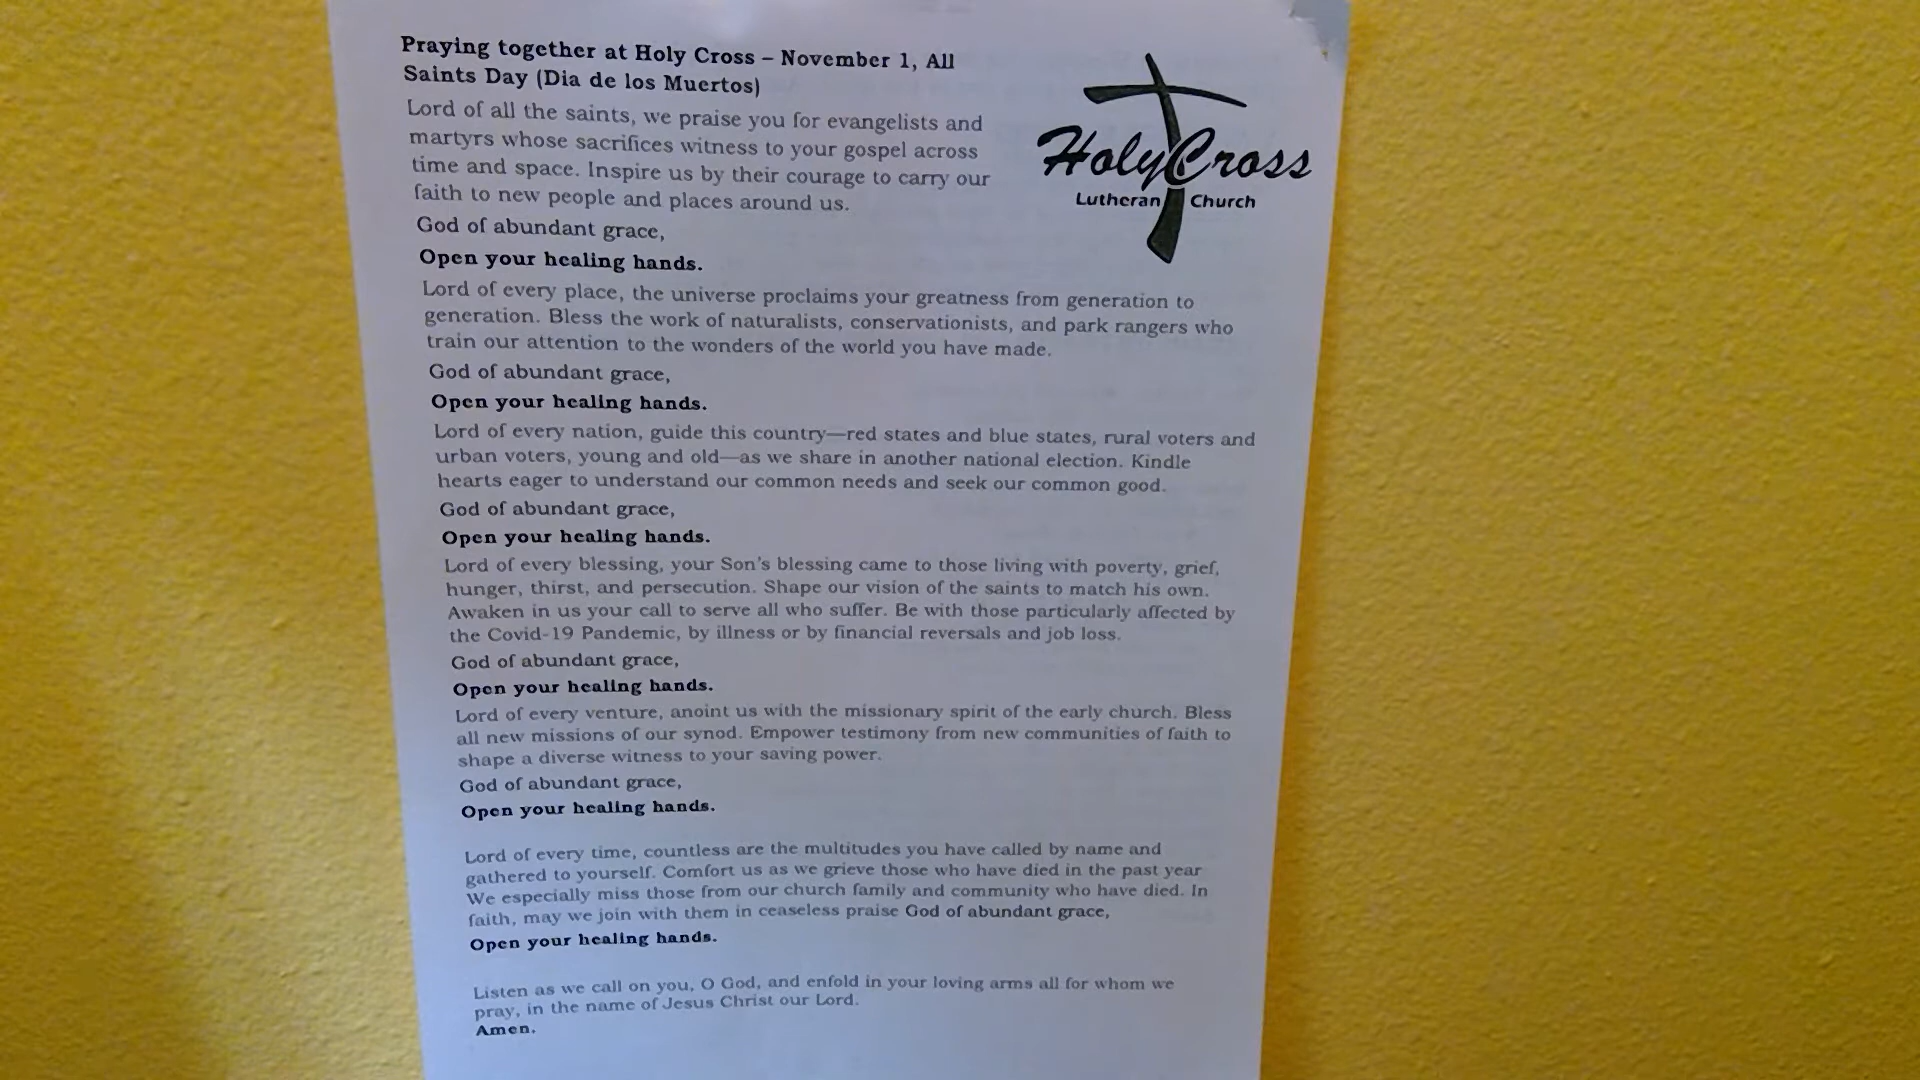 Praying together at Holy Cross – November 1, All
Saints Day (Dia de los Muertos)
Holy Cross
Lutheran Church
Lord of all the saints, we praise you for evangelists and
martyrs whose sacrifices witness to your gospel across
time and space. Inspire us by their courage to carry our
faith to new people and places around us.
God of abundant grace,
Open your healing hands.
Lord of every place, the universe proclaims your greatness from generation to
generation. Bless the work of naturalists, conservationists, and park rangers who
train our attention to the wonders of the world you have made.
God of abundant grace,
Open your healing hands.
Lord of every nation, guide this country—red states and blue states, rural voters and
urban voters, young and old—as we share in another national election. Kindle
hearts eager to understand our common needs and seek our common good.
God of abundant grace,
Open your healing hands.
Lord of every blessing, your Son's blessing came to those living with poverty, grief,
hunger, thirst, and persecution. Shape our vision of the saints to match his own.
Awaken in us your call to serve all who suffer. Be with those particularly affected by
the Covid-19 Pandemic, by illness or by financial reversals and job loss.
God of abundant grace,
Open your healing hands.
Lord of every venture, anoint us with the missionary spirit of the early church. Bless
all new missions of our synod. Empower testimony from new communities of faith to
shape a diverse witness to your saving power.
God of abundant grace,
Open your healing hands.
Lord of every time, countless are the multitudes you have called by name and
gathered to yourself. Comfort us as we grieve those who have died in the past year
We especially miss those from our church family and community who have died. In
faith, may we join with them in ceaseless praise God of abundant grace,
Open your healing hands.
Listen as we call on you, O God, and enfold in your loving arms all for whom we
pray, in the name of Jesus Christ our Lord.
Amen.